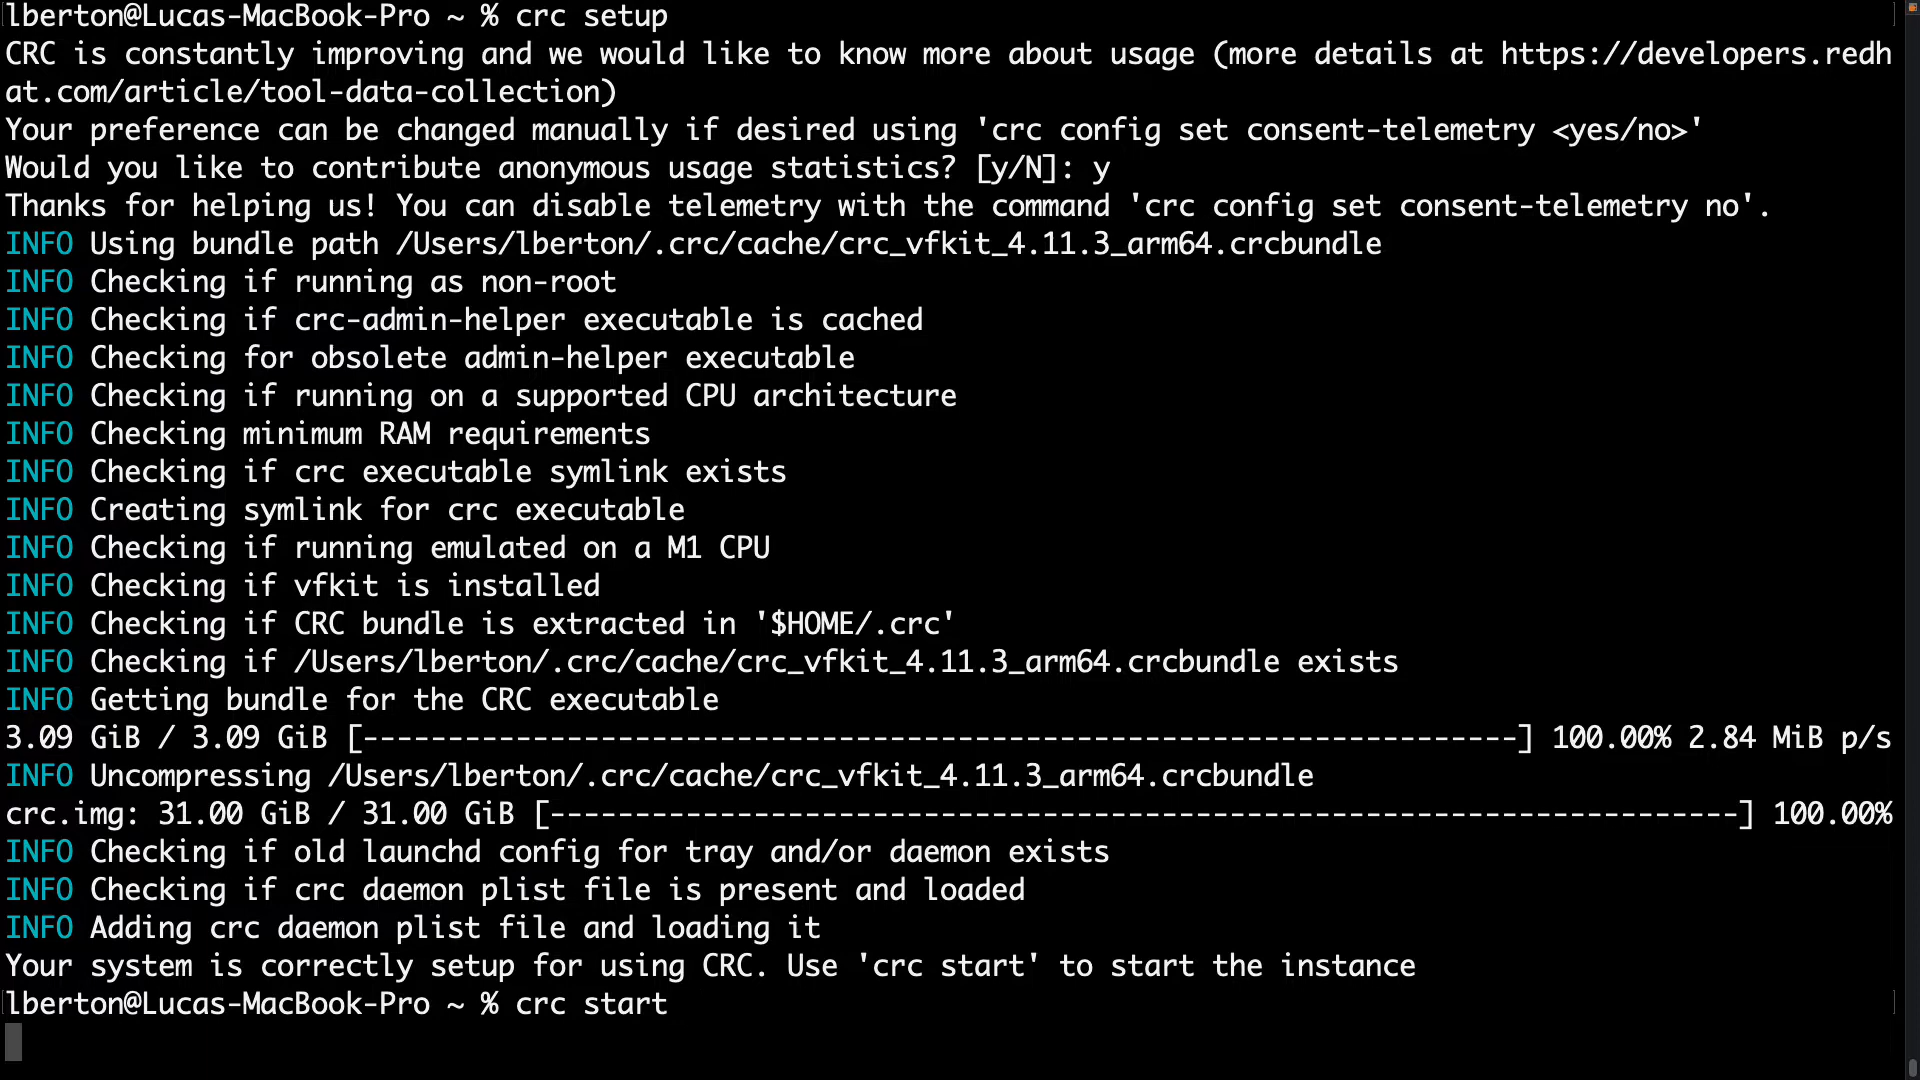 lberton@Lucas-MacBook-Pro ~ % crc setup
CRC is constantly improving and we would like to know more about usage (more details at https://developers.redh
at.com/article/tool-data-collection)
Your preference can be changed manually if desired using 'crc config set consent-telemetry <yes/no>'
Would you like to contribute anonymous usage statistics? [y/N]: y
Thanks for helping us! You can disable telemetry with the command 'crc config set consent-telemetry no'.
INFO Using bundle path /Users/lberton/.crc/cache/crc_vfkit_4.11.3_arm64.crcbundle
INFO Checking if running as non-root
INFO Checking if crc-admin-helper executable is cached
INFO Checking for obsolete admin-helper executable
INFO Checking if running on a supported CPU architecture
INFO Checking minimum RAM requirements
INFO Checking if crc executable symlink exists
INFO Creating symlink for crc executable
INFO Checking if running emulated on a M1 CPU
INFO Checking if vfkit is installed
INFO Checking if CRC bundle is extracted in '$HOME/.crc'
INFO Checking if /Users/lberton/.crc/cache/crc_vfkit_4.11.3_arm64.crcbundle exists
INFO Getting bundle for the CRC executable
3.09 GiB / 3.09 GiB [--------------------------------------------------------------------] 100.00% 2.84 MiB p/s
INFO Uncompressing /Users/lberton/.crc/cache/crc_vfkit_4.11.3_arm64.crcbundle
crc.img: 31.00 GiB / 31.00 GiB [----------------------------------------------------------------------] 100.00%
INFO Checking if old launchd config for tray and/or daemon exists
INFO Checking if crc daemon plist file is present and loaded
INFO Adding crc daemon plist file and loading it
Your system is correctly setup for using CRC. Use 'crc start' to start the instance
lberton@Lucas-MacBook-Pro ~ % crc start